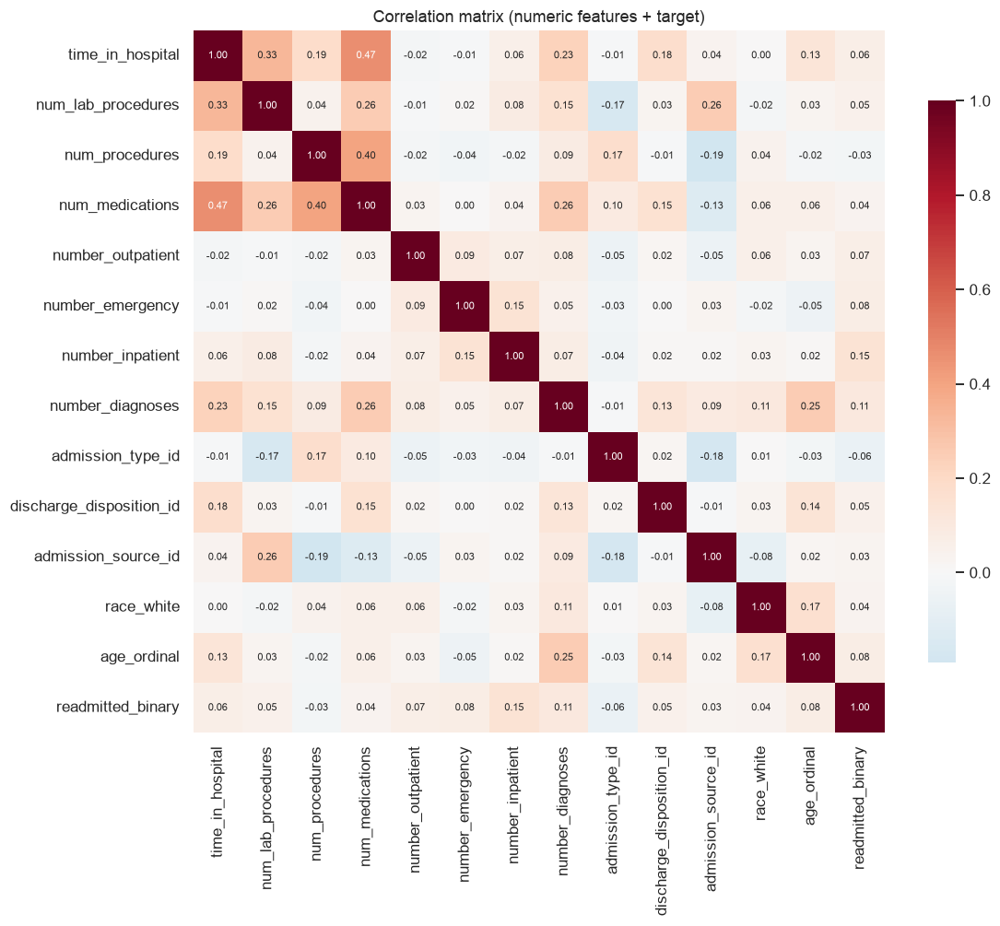 Correlation matrix (numeric features + target)
time_in_hospital 1.00 0.33 0.19 0.47 -0.02 -0.01 0.06 0.23 -0.01 0.18 0.04 0.00 0.13 0.06
num_lab_procedures 0.33 1.00 0.04 0.26 -0.01 0.02 0.08 0.15 -0.17 0.03 0.26 -0.02 0.03 0.05
num_procedures 0.19 0.04 1.00 0.40 -0.02 -0.04 -0.02 0.09 0.17 -0.01 -0.19 0.04 -0.02 -0.03
num_medications 0.47 0.26 0.40 1.00 0.03 0.00 0.04 0.26 0.10 0.15 -0.13 0.06 0.06 0.04
number_outpatient -0.02 -0.01 -0.02 0.03 1.00 0.09 0.07 0.08 -0.05 0.02 -0.05 0.06 0.03 0.07
number_emergency -0.01 0.02 -0.04 0.00 0.09 1.00 0.15 0.05 -0.03 0.00 0.03 -0.02 -0.05 0.08
number_inpatient 0.06 0.08 -0.02 0.04 0.07 0.15 1.00 0.07 -0.04 0.02 0.02 0.03 0.02 0.15
number_diagnoses 0.23 0.15 0.09 0.26 0.08 0.05 0.07 1.00 -0.01 0.13 0.09 0.11 0.25 0.11
admission_type_id -0.01 -0.17 0.17 0.10 -0.05 -0.03 -0.04 -0.01 1.00 0.02 -0.18 0.01 -0.03 -0.06
discharge_disposition_id 0.18 0.03 -0.01 0.15 0.02 0.00 0.02 0.13 0.02 1.00 -0.01 0.03 0.14 0.05
admission_source_id 0.04 0.26 -0.19 -0.13 -0.05 0.03 0.02 0.09 -0.18 -0.01 1.00 -0.08 0.02 0.03
race_white 0.00 -0.02 0.04 0.06 0.06 -0.02 0.03 0.11 0.01 0.03 -0.08 1.00 0.17 0.04
age_ordinal 0.13 0.03 -0.02 0.06 0.03 -0.05 0.02 0.25 -0.03 0.14 0.02 0.17 1.00 0.08
readmitted_binary 0.06 0.05 -0.03 0.04 0.07 0.08 0.15 0.11 -0.06 0.05 0.03 0.04 0.08 1.00
time_in_hospital
num_lab_procedures
num_procedures
num_medications
number_outpatient
number_emergency
number_inpatient
number_diagnoses
admission_type_id
discharge_disposition_id
admission_source_id
race_white
age_ordinal
readmitted_binary
1.0
0.8
0.6
0.4
0.2
0.0